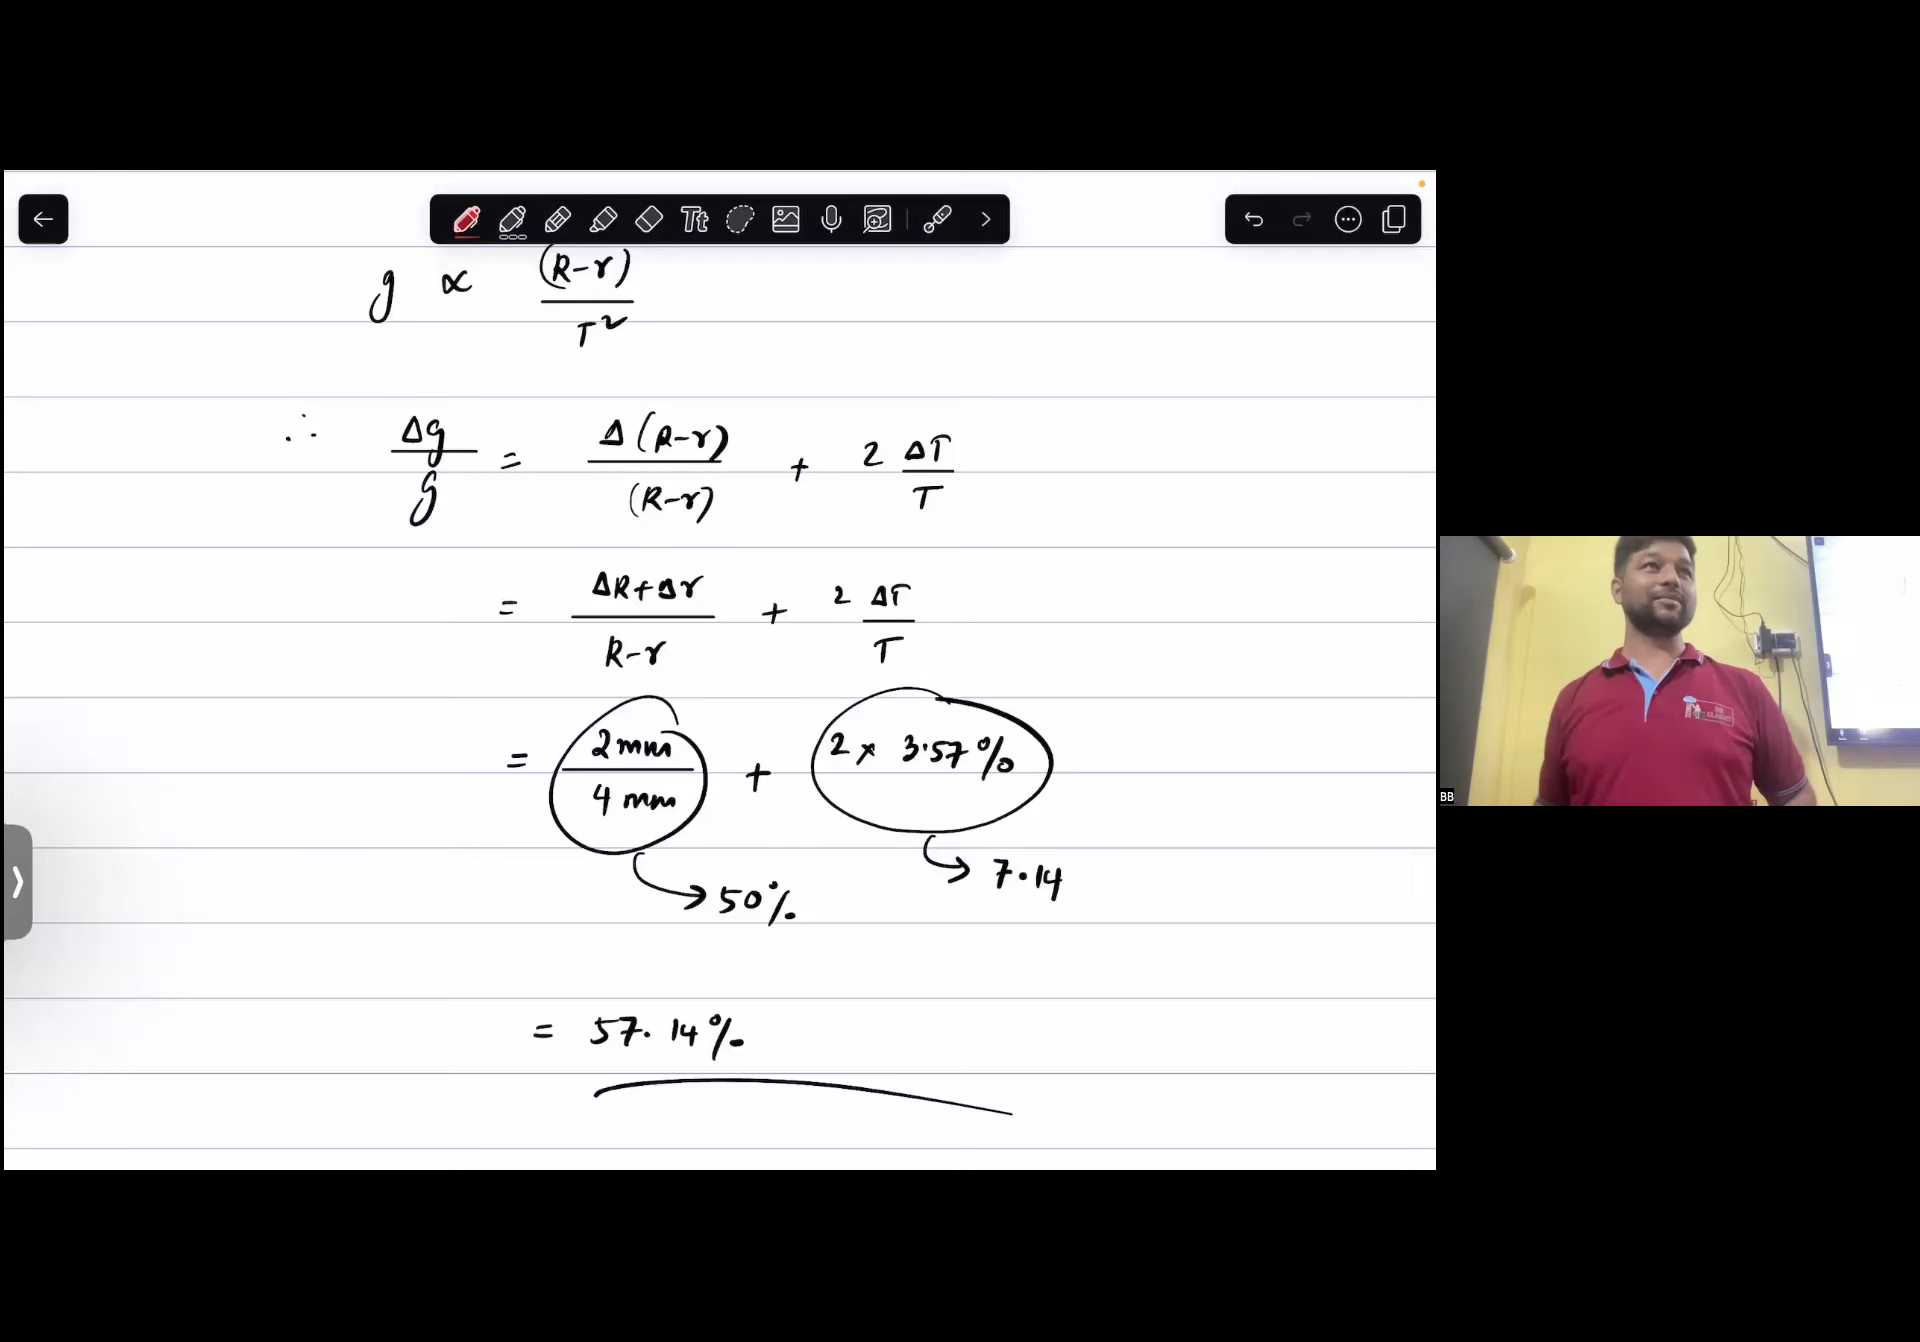 Tt
g ∝ (R-r) / T²
∴ Δg/g = Δ(R-r)/(R-r) + 2 ΔT/T
= ΔR+Δr / R-r + 2 ΔT/T
= 2mm / 4mm + 2 × 3.57%
→ 50% → 7.14
= 57.14%
BB